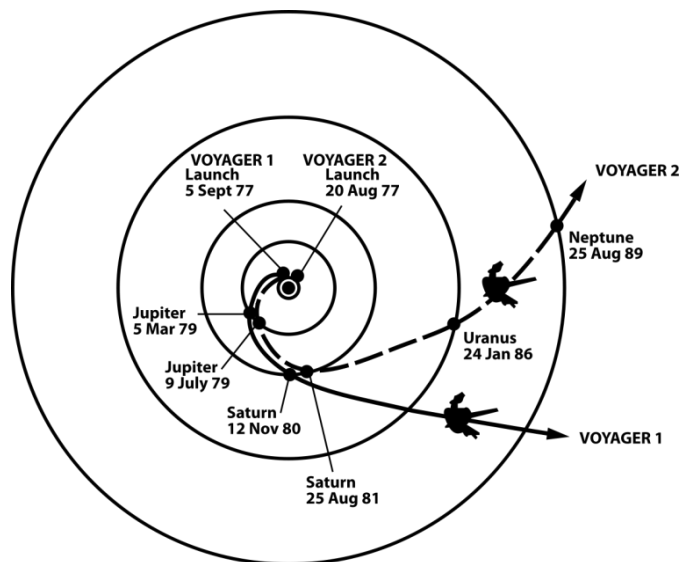 VOYAGER 1
Launch
5 Sept 77
VOYAGER 2
Launch
20 Aug 77
VOYAGER 2
Neptune
25 Aug 89
Jupiter
5 Mar 79
Jupiter
9 July 79
Uranus
24 Jan 86
Saturn
12 Nov 80
VOYAGER 1
Saturn
25 Aug 81